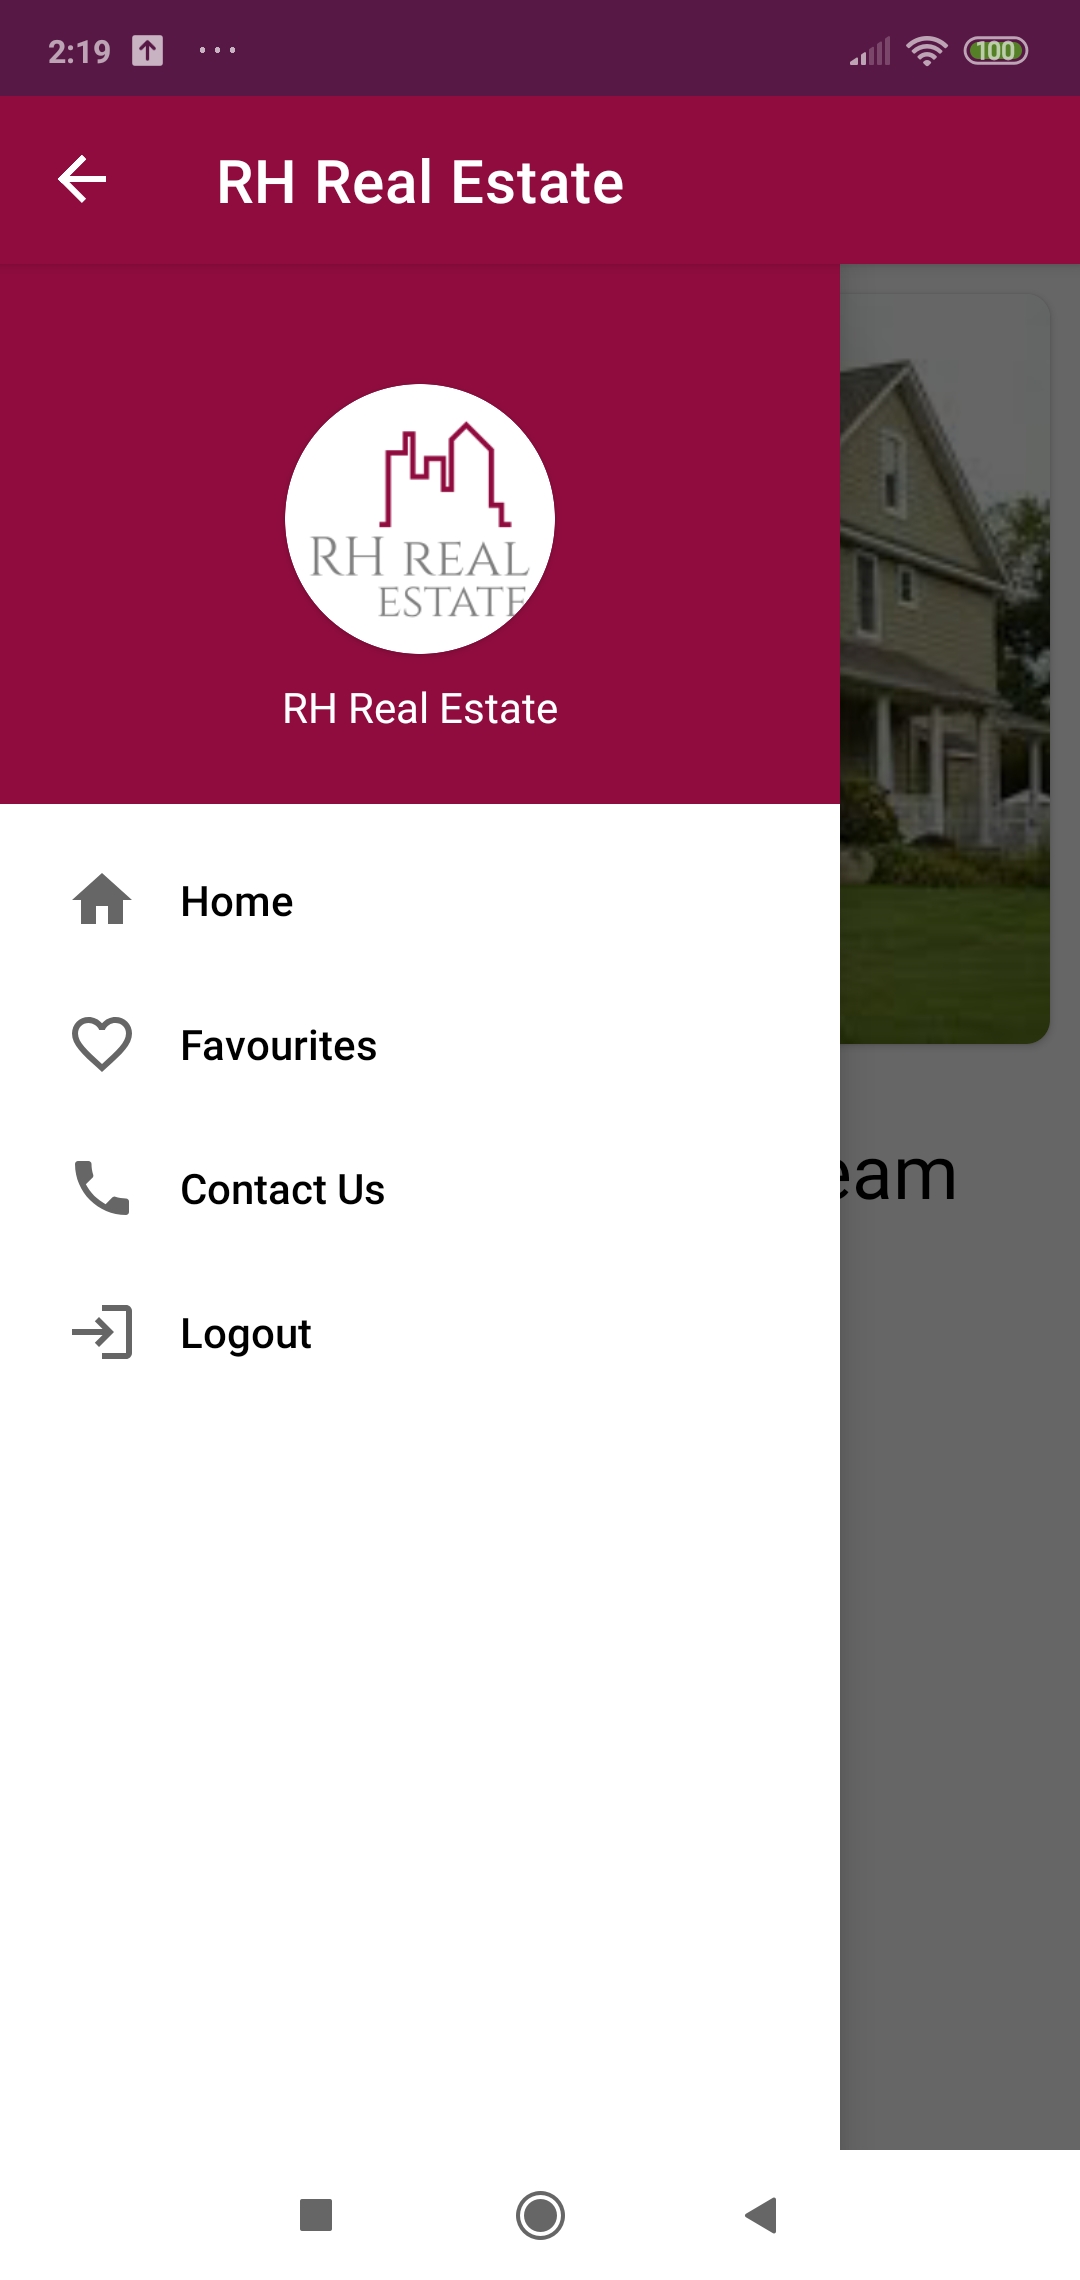 2:19
100
RH Real Estate
RH REAL
ESTATE
RH Real Estate
Home
Favourites
Contact Us
eam
Logout